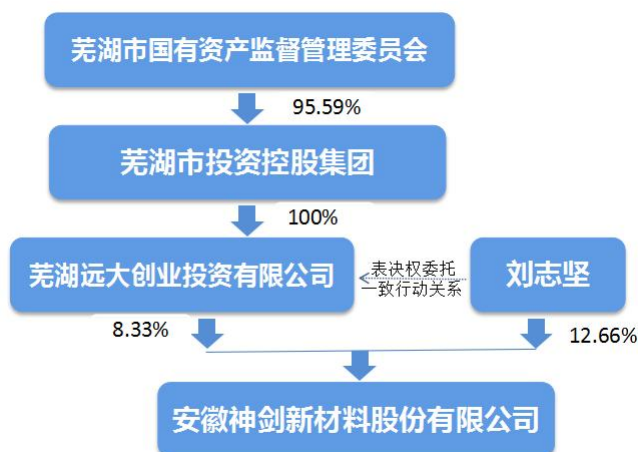 芜湖市国有资产监督管理委员会
95.59%
芜湖市投资控股集团
100%
芜湖远大创业投资有限公司
表决权委托
一致行动关系
刘志坚
8.33%
12.66%
安徽神剑新材料股份有限公司